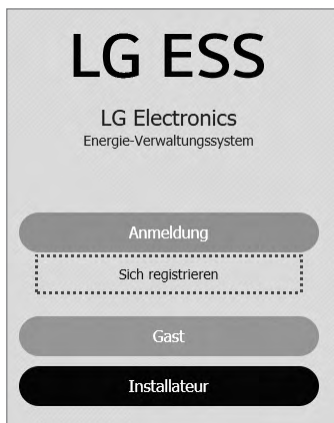 LG ESS
LG Electronics
Energie-Verwaltungssystem
Anmeldung
Sich registrieren
Gast
Installateur